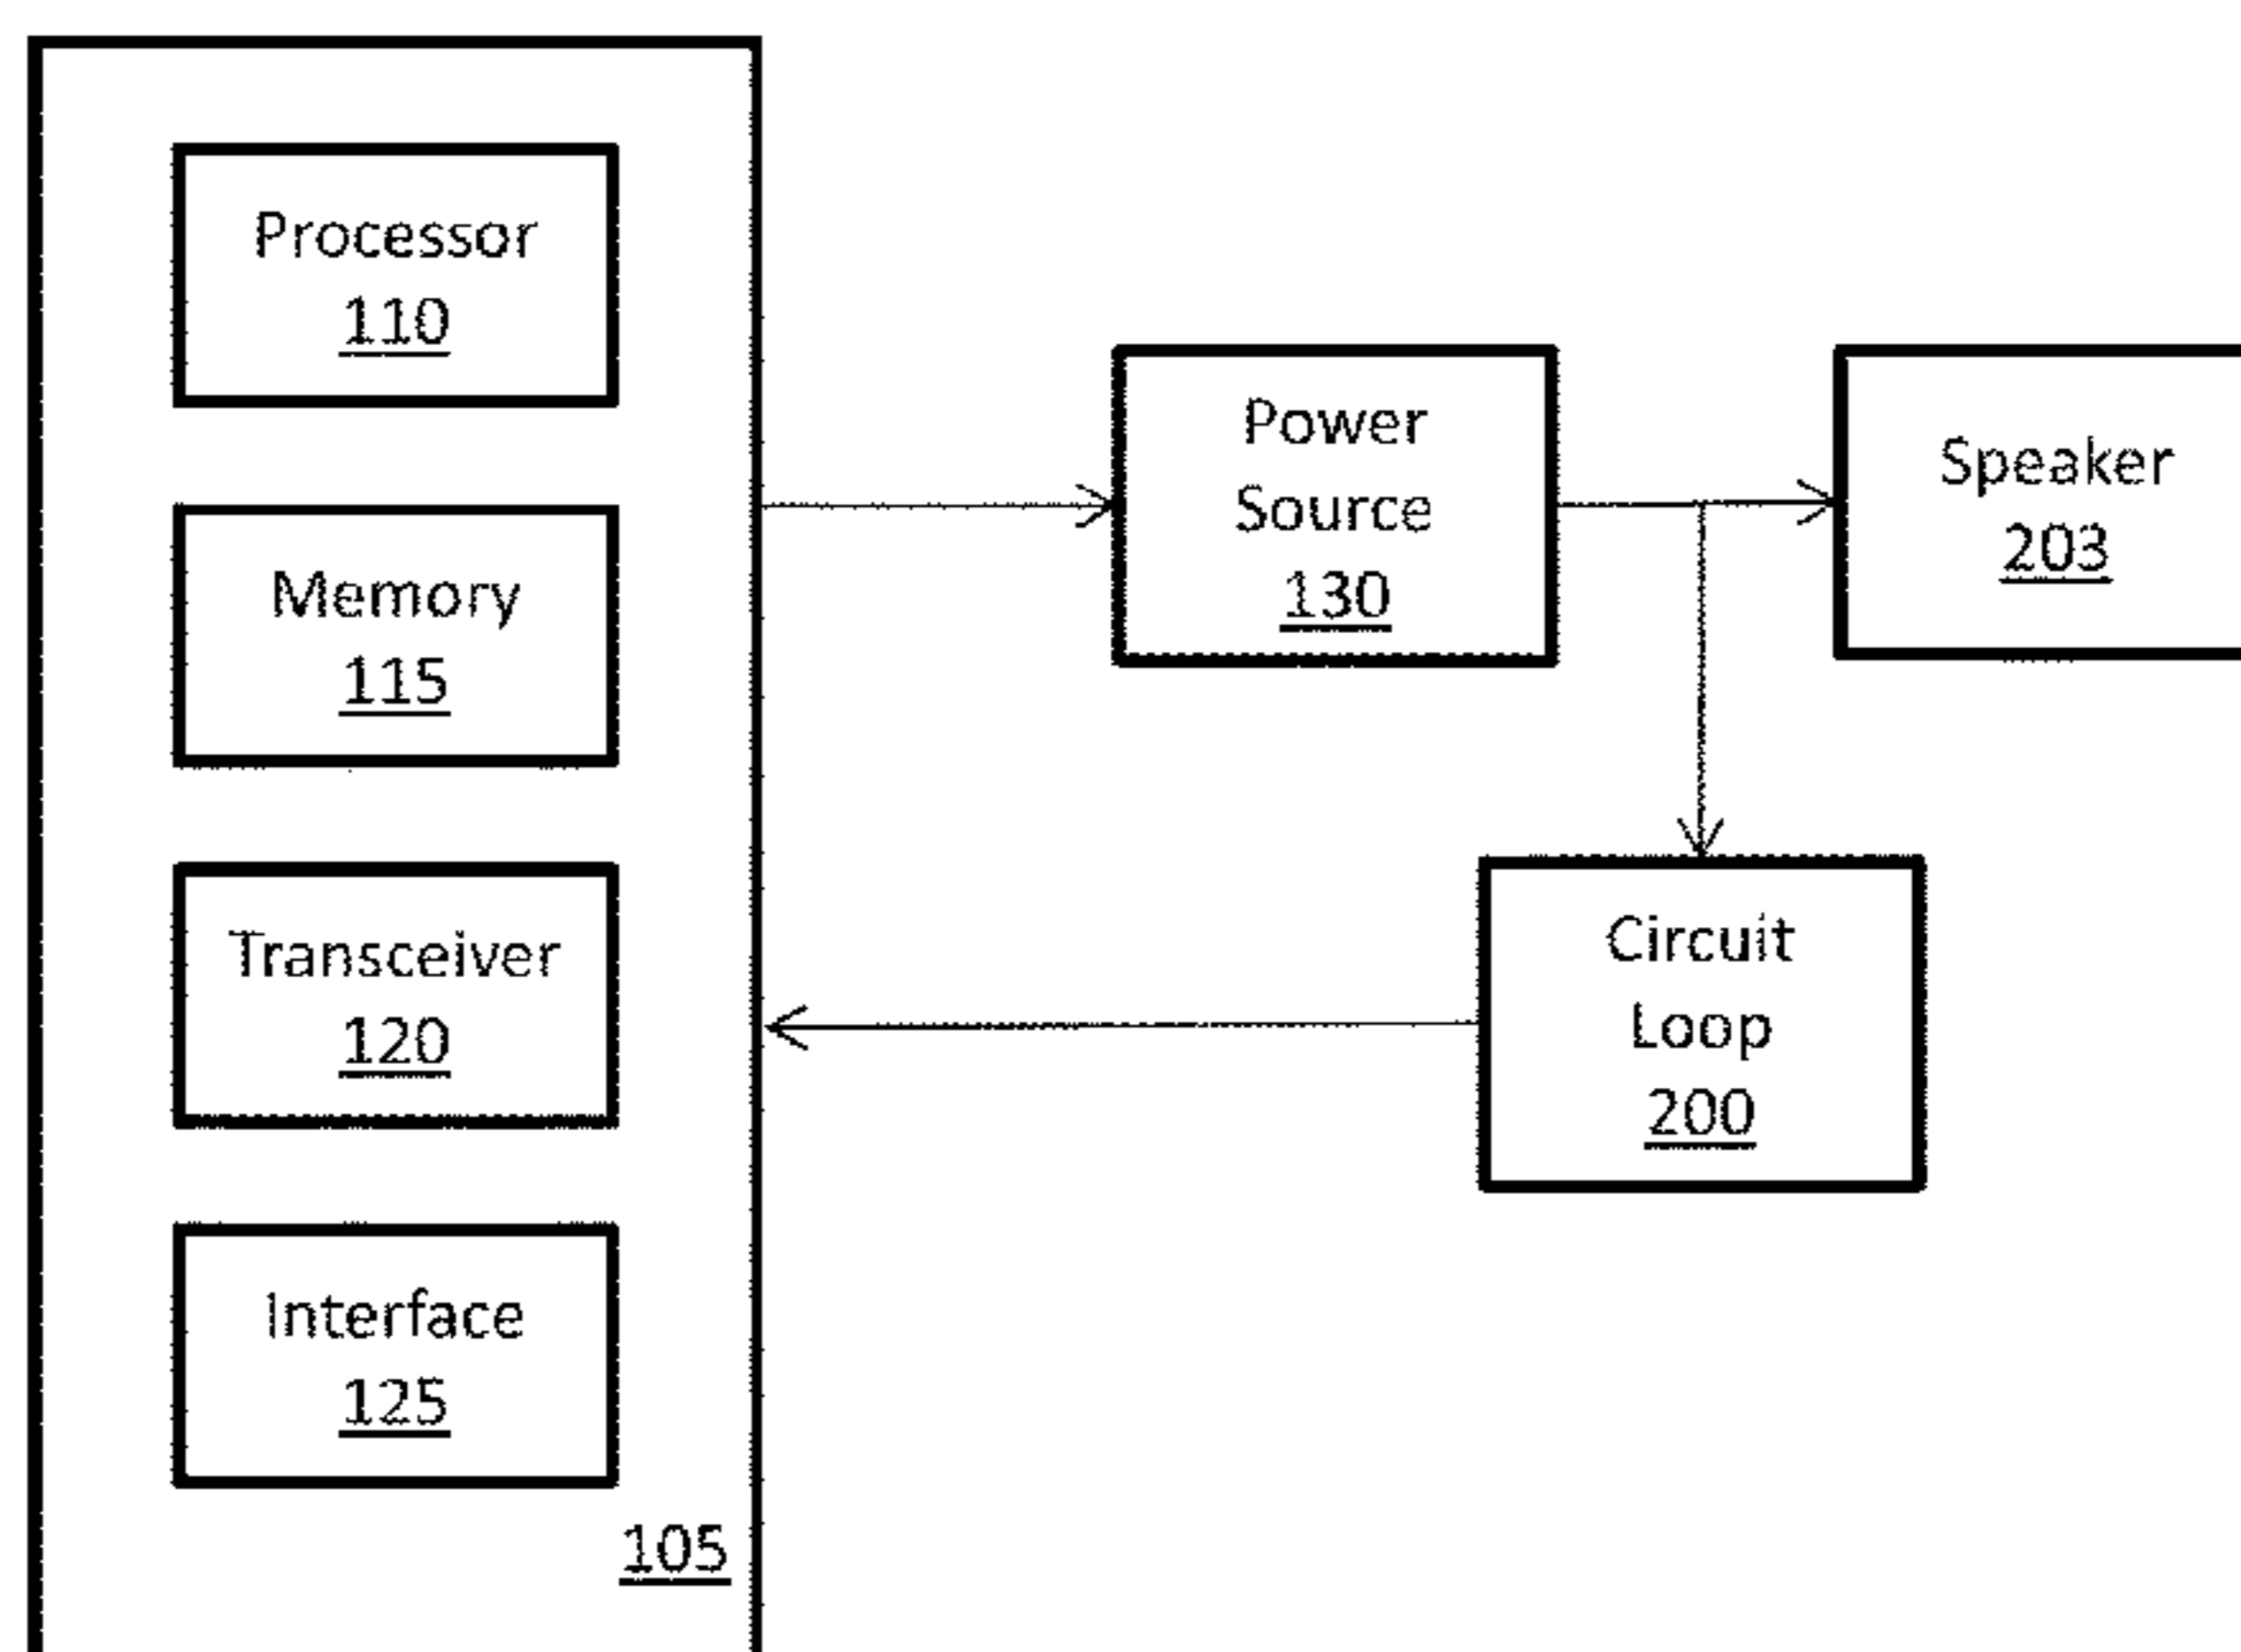 Processor
110
Memory
115
Transceiver
120
Interface
125
105
Power
Source
130
Speaker
203
Circuit
Loop
200